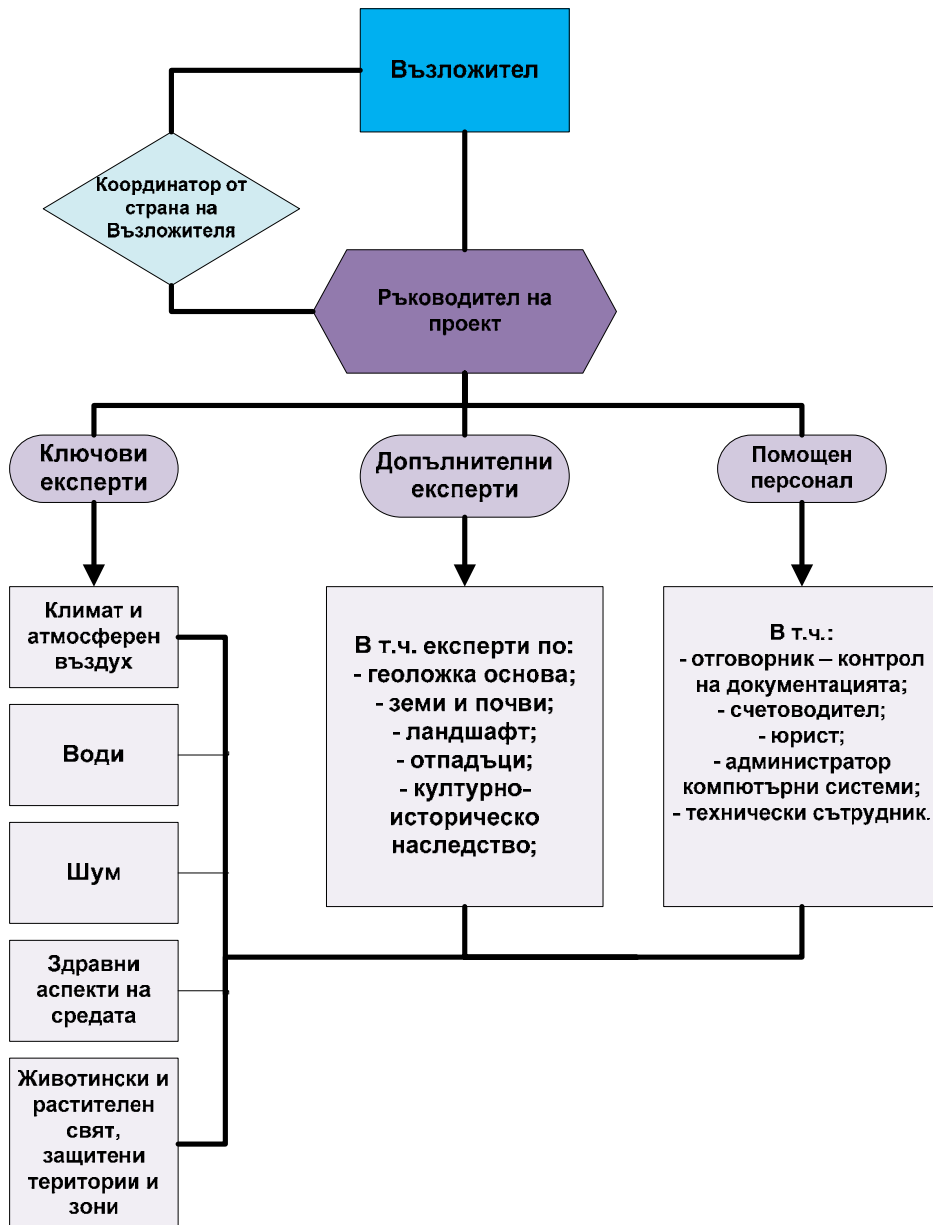 Възложител
Координатор от
страна на
Възложителя
Ръководител на
проект
Ключови
експерти
Допълнителни
експерти
Помощен
персонал
Климат и
атмосферен
въздух
Води
Шум
Здравни
аспекти на
средата
Животински и
растителен
свят,
защитени
територии и
зони
В т.ч. експерти по:
- геоложка основа;
- земи и почви;
- ландшафт;
- отпадъци;
- културно-
историческо
наследство;
В т.ч.:
- отговорник – контрол
на документацията;
- счетоводител;
- юрист;
- администратор
компютърни системи;
- технически сътрудник.